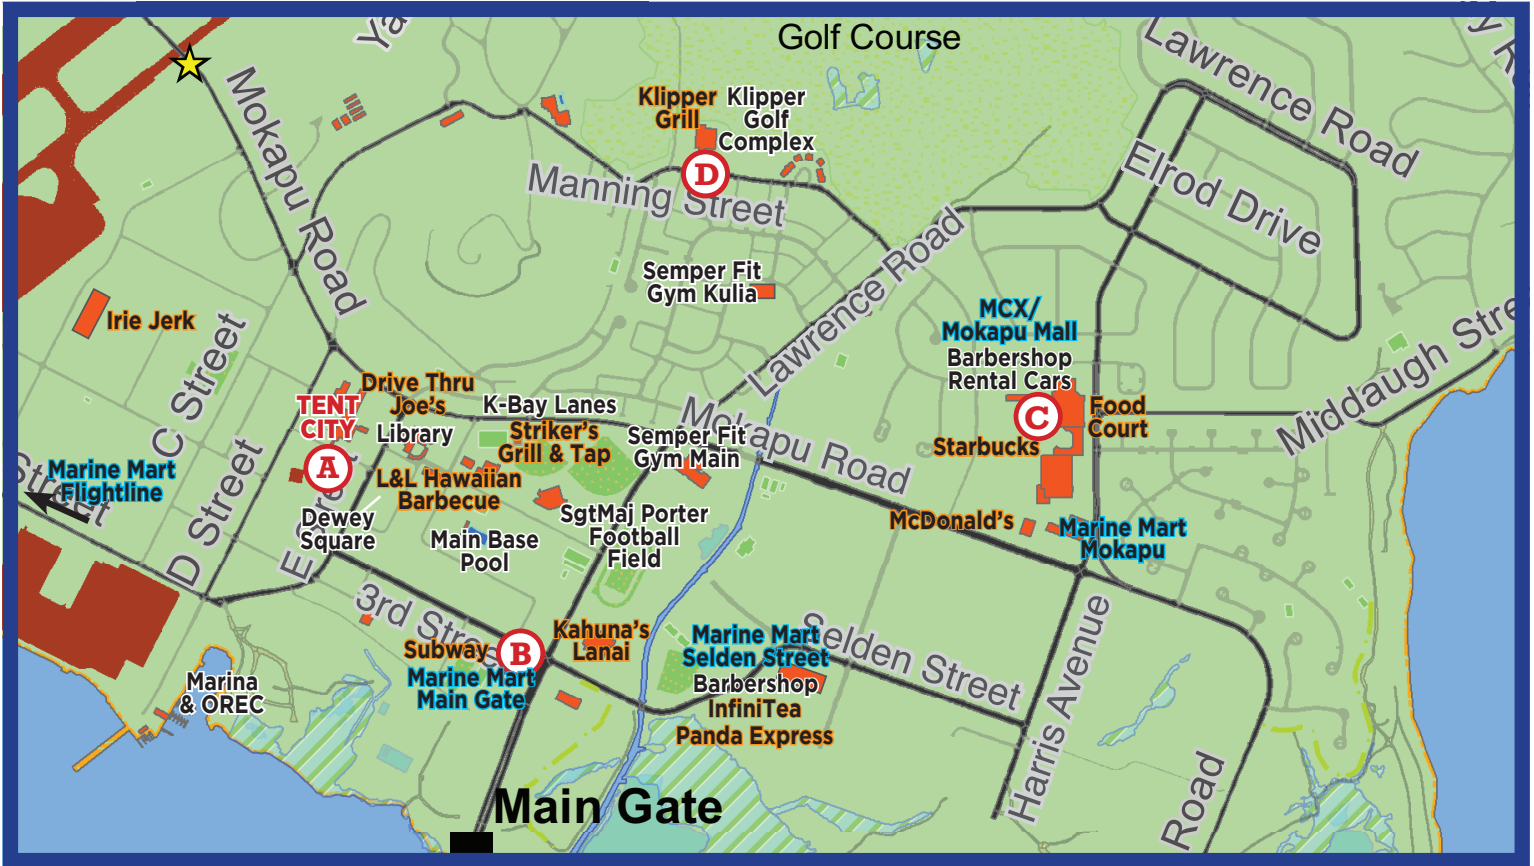 Ya
Golf Course
Lawrence Road
y R
Mokapu Road
Klipper
Grill
Klipper
Golf
Complex
D
Manning Street
Elrod Drive
Lawrence Road
Semper Fit
Gym Kulia
Irie Jerk
C Street
MCX/
Mokapu Mall
Barbershop
Rental Cars
C
Food
Court
Starbucks
Middaugh Stre
Drive Thru
Joe's
TENT
CITY
A
K-Bay Lanes
Library
Striker's
Grill & Tap
Semper Fit
Gym Main
Mokapu Road
Street
Marine Mart
Flightline
L&L Hawaiian
Barbecue
D Street
E Street
Dewey
Square
Main Base
Pool
SgtMaj Porter
Football
Field
McDonald's
Marine Mart
Mokapu
3rd Street
Subway
B
Kahuna's
Lanai
Marine Mart
Main Gate
Marine Mart
Selden Street
Barbershop
InfiniTea
Panda Express
Selden Street
Harris Avenue
Marina
& OREC
Main Gate
Road